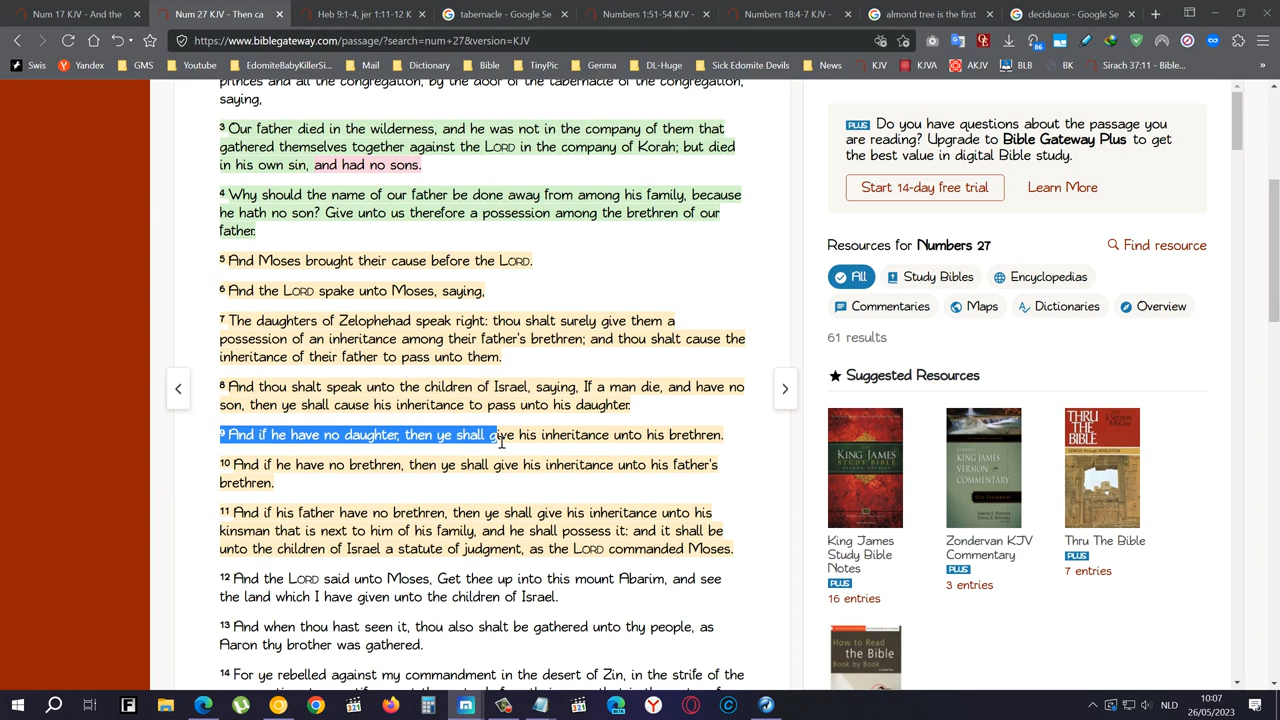 Num 17 KJV - And the
Num 27 KJV - Then ca
Heb 9:1-4, jer 1:11-12 K
tabernacle - Google Se
Numbers 1:51-54 KJV -
Numbers 18:4-7 KJV -
almond tree is the first
deciduous - Google Se
https://www.biblegateway.com/passage/?search=num+27&version=KJV
86
Swis
Yandex
GMS
Youtube
EdomiteBabyKillerSi...
Mail
Dictionary
Bible
TinyPic
Genma
DL-Huge
Sick Edomite Devils
News
KJV
KJVA
AKJV
BLB
BK
Sirach 37:11 - Bible...
»
princes and all the congregation, by the door of the tabernacle of the congregation,
saying,
3 Our father died in the wilderness, and he was not in the company of them that
gathered themselves together against the LORD in the company of Korah; but died
in his own sin, and had no sons.
4 Why should the name of our father be done away from among his family, because
he hath no son? Give unto us therefore a possession among the brethren of our
father.
5 And Moses brought their cause before the LORD.
6 And the LORD spake unto Moses, saying,
7 The daughters of Zelophehad speak right: thou shalt surely give them a
possession of an inheritance among their father's brethren; and thou shalt cause the
inheritance of their father to pass unto them.
8 And thou shalt speak unto the children of Israel, saying, If a man die, and have no
son, then ye shall cause his inheritance to pass unto his daughter.
9 And if he have no daughter, then ye shall give his inheritance unto his brethren.
10 And if he have no brethren, then ye shall give his inheritance unto his father's
brethren.
11 And if his father have no brethren, then ye shall give his inheritance unto his
kinsman that is next to him of his family, and he shall possess it: and it shall be
unto the children of Israel a statute of judgment, as the LORD commanded Moses.
12 And the LORD said unto Moses, Get thee up into this mount Abarim, and see
the land which I have given unto the children of Israel.
13 And when thou hast seen it, thou also shalt be gathered unto thy people, as
Aaron thy brother was gathered.
14 For ye rebelled against my commandment in the desert of Zin, in the strife of the
PLUS Do you have questions about the passage you
are reading? Upgrade to Bible Gateway Plus to get
the best value in digital Bible study.
Start 14-day free trial
Learn More
Resources for Numbers 27
Find resource
All
Study Bibles
Encyclopedias
Commentaries
Maps
Dictionaries
Overview
61 results
Suggested Resources
KING JAMES
STUDY BIBLE
KING JAMES
VERSION
COMMENTARY
THRU
THE
BIBLE
King James
Study Bible
Notes
PLUS
16 entries
Zondervan KJV
Commentary
PLUS
3 entries
Thru The Bible
PLUS
7 entries
How to Read
the Bible
Book by Book
NLD
10:07
26/05/2023